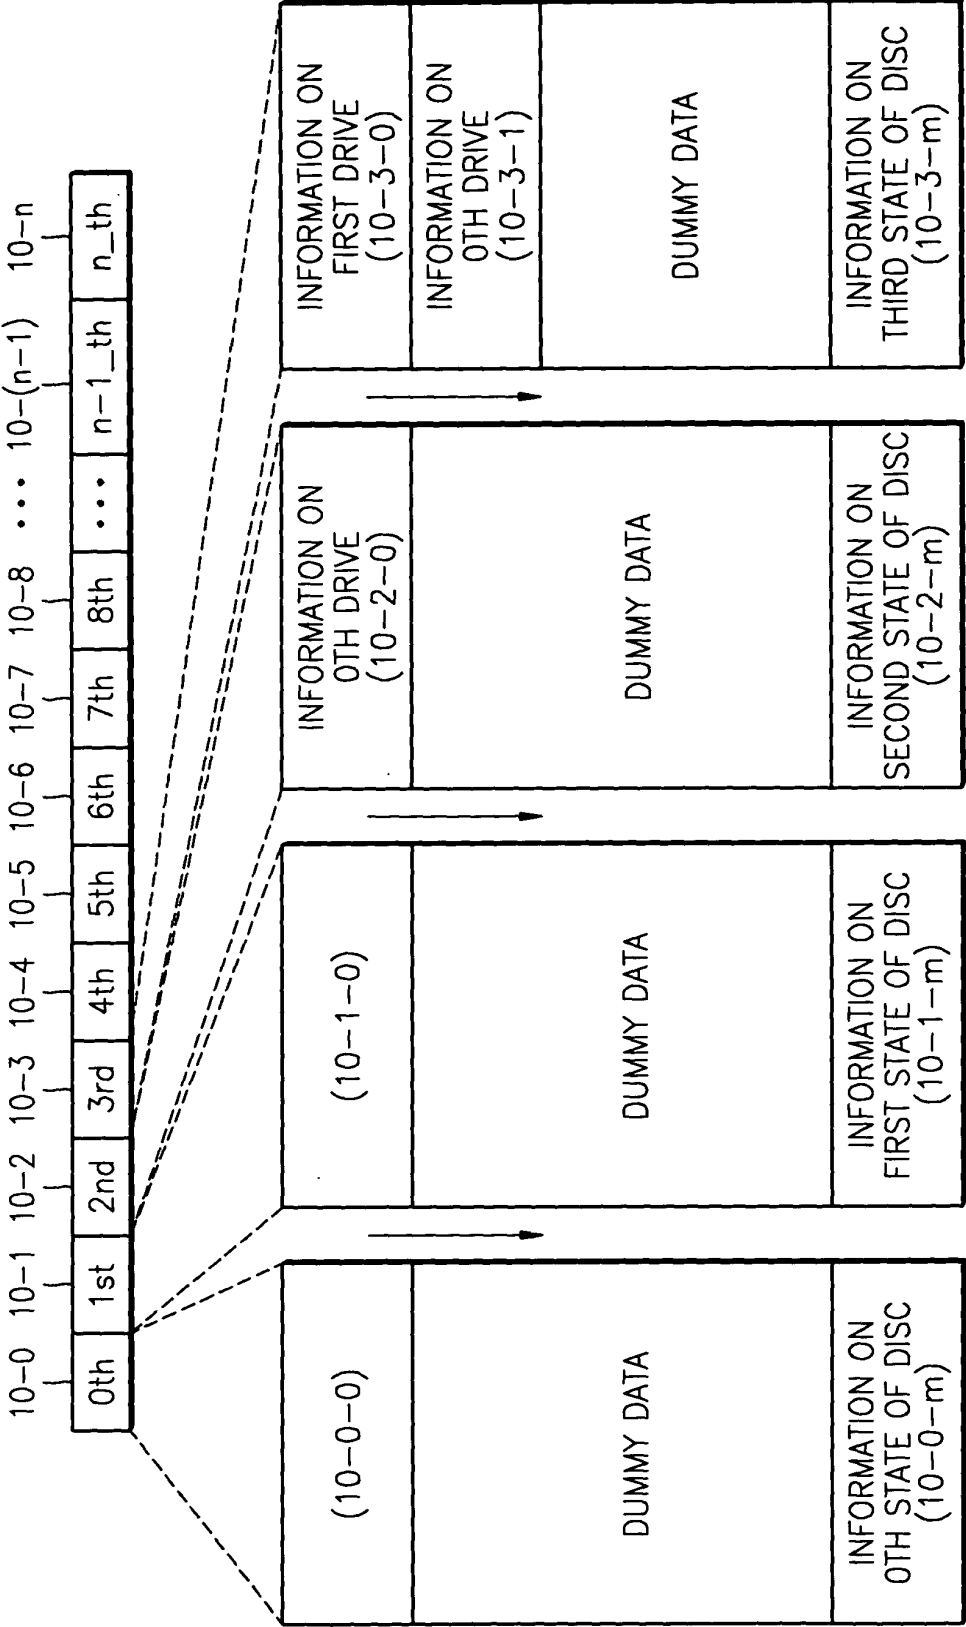 10-0 10-1 10-2 10-3 10-4 10-5 10-6 10-7 10-8 ... 10-(n-1) 10-n
0th 1st 2nd 3rd 4th 5th 6th 7th 8th ... n-1_th n_th
(10-0-0)
DUMMY DATA
INFORMATION ON
0TH STATE OF DISC
(10-0-m)
(10-1-0)
DUMMY DATA
INFORMATION ON
FIRST STATE OF DISC
(10-1-m)
INFORMATION ON
0TH DRIVE
(10-2-0)
DUMMY DATA
INFORMATION ON
SECOND STATE OF DISC
(10-2-m)
INFORMATION ON
FIRST DRIVE
(10-3-0)
INFORMATION ON
0TH DRIVE
(10-3-1)
DUMMY DATA
INFORMATION ON
THIRD STATE OF DISC
(10-3-m)